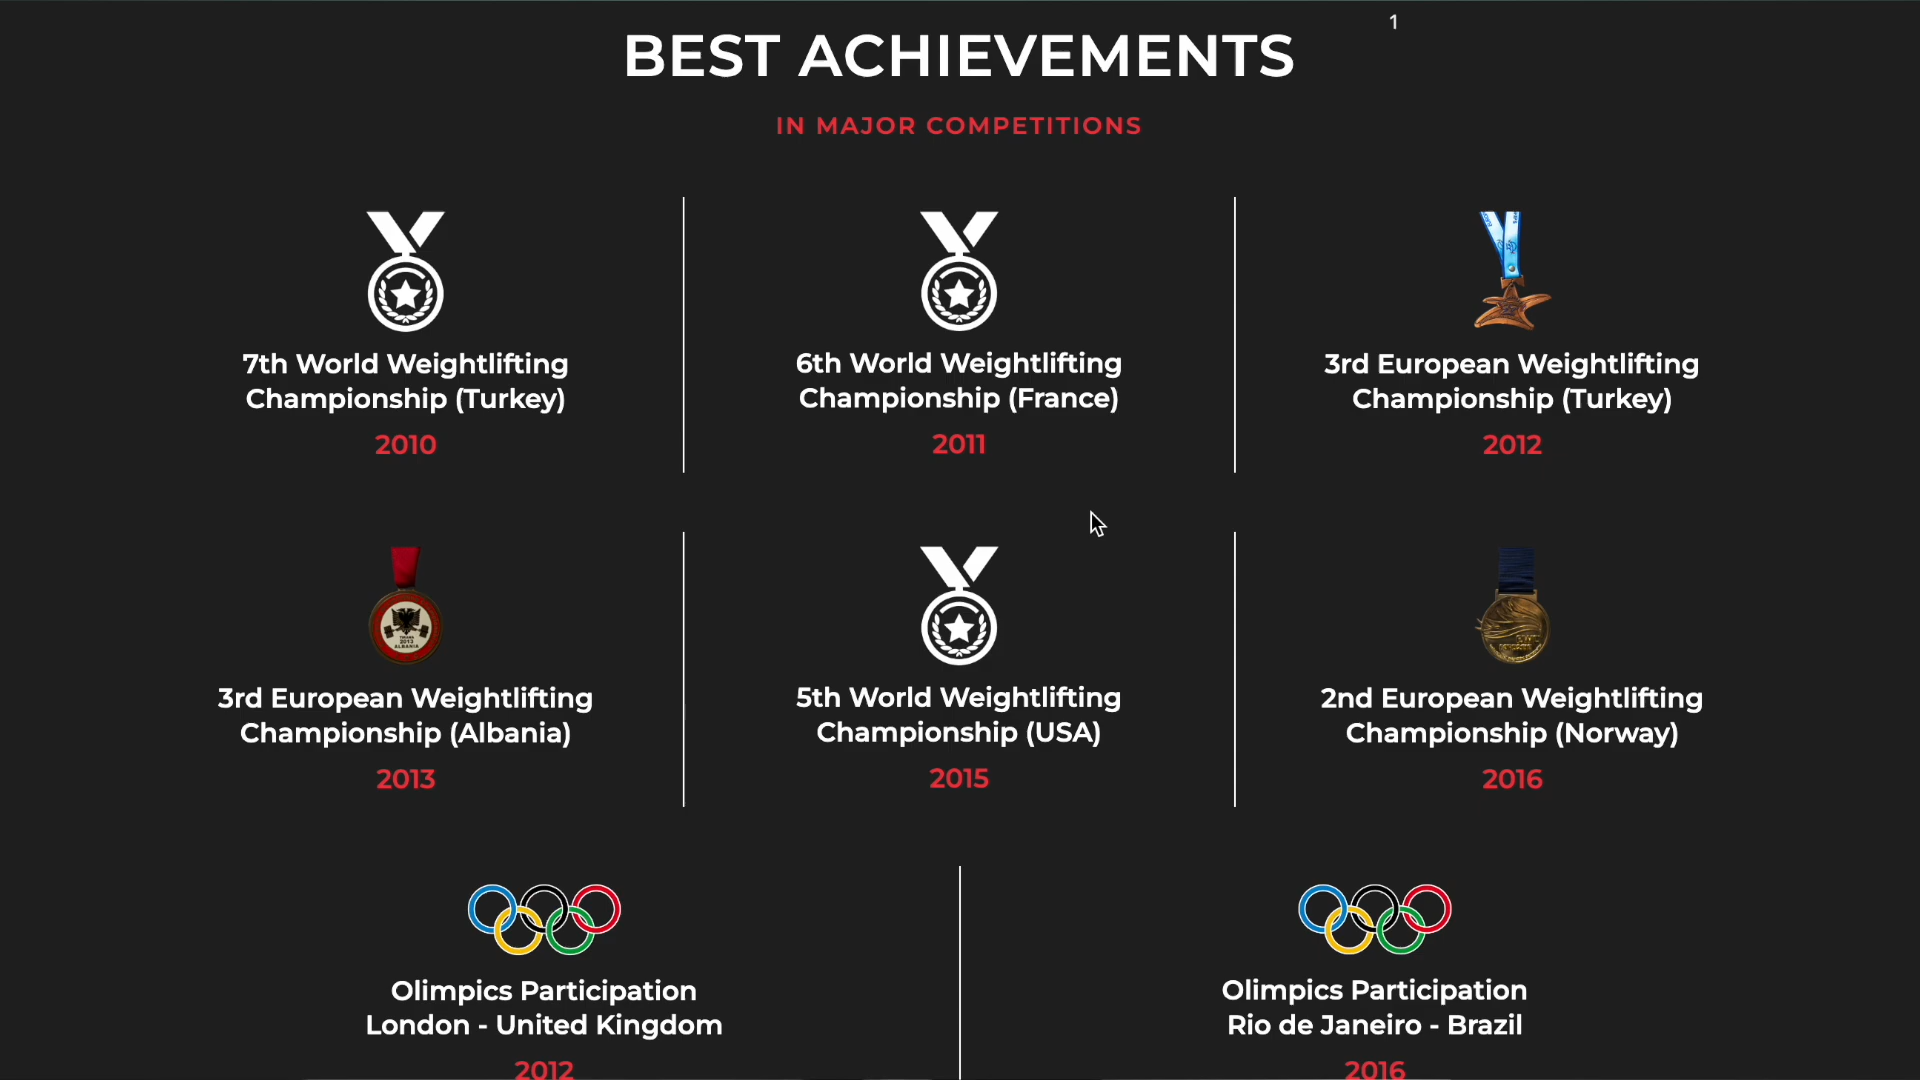 1
BEST ACHIEVEMENTS
IN MAJOR COMPETITIONS
7th World Weightlifting
Championship (Turkey)
2010
6th World Weightlifting
Championship (France)
2011
3rd European Weightlifting
Championship (Turkey)
2012
2013
ALBANIA
3rd European Weightlifting
Championship (Albania)
2013
5th World Weightlifting
Championship (USA)
2015
2nd European Weightlifting
Championship (Norway)
2016
Olimpics Participation
London - United Kingdom
2012
Olimpics Participation
Rio de Janeiro - Brazil
2016